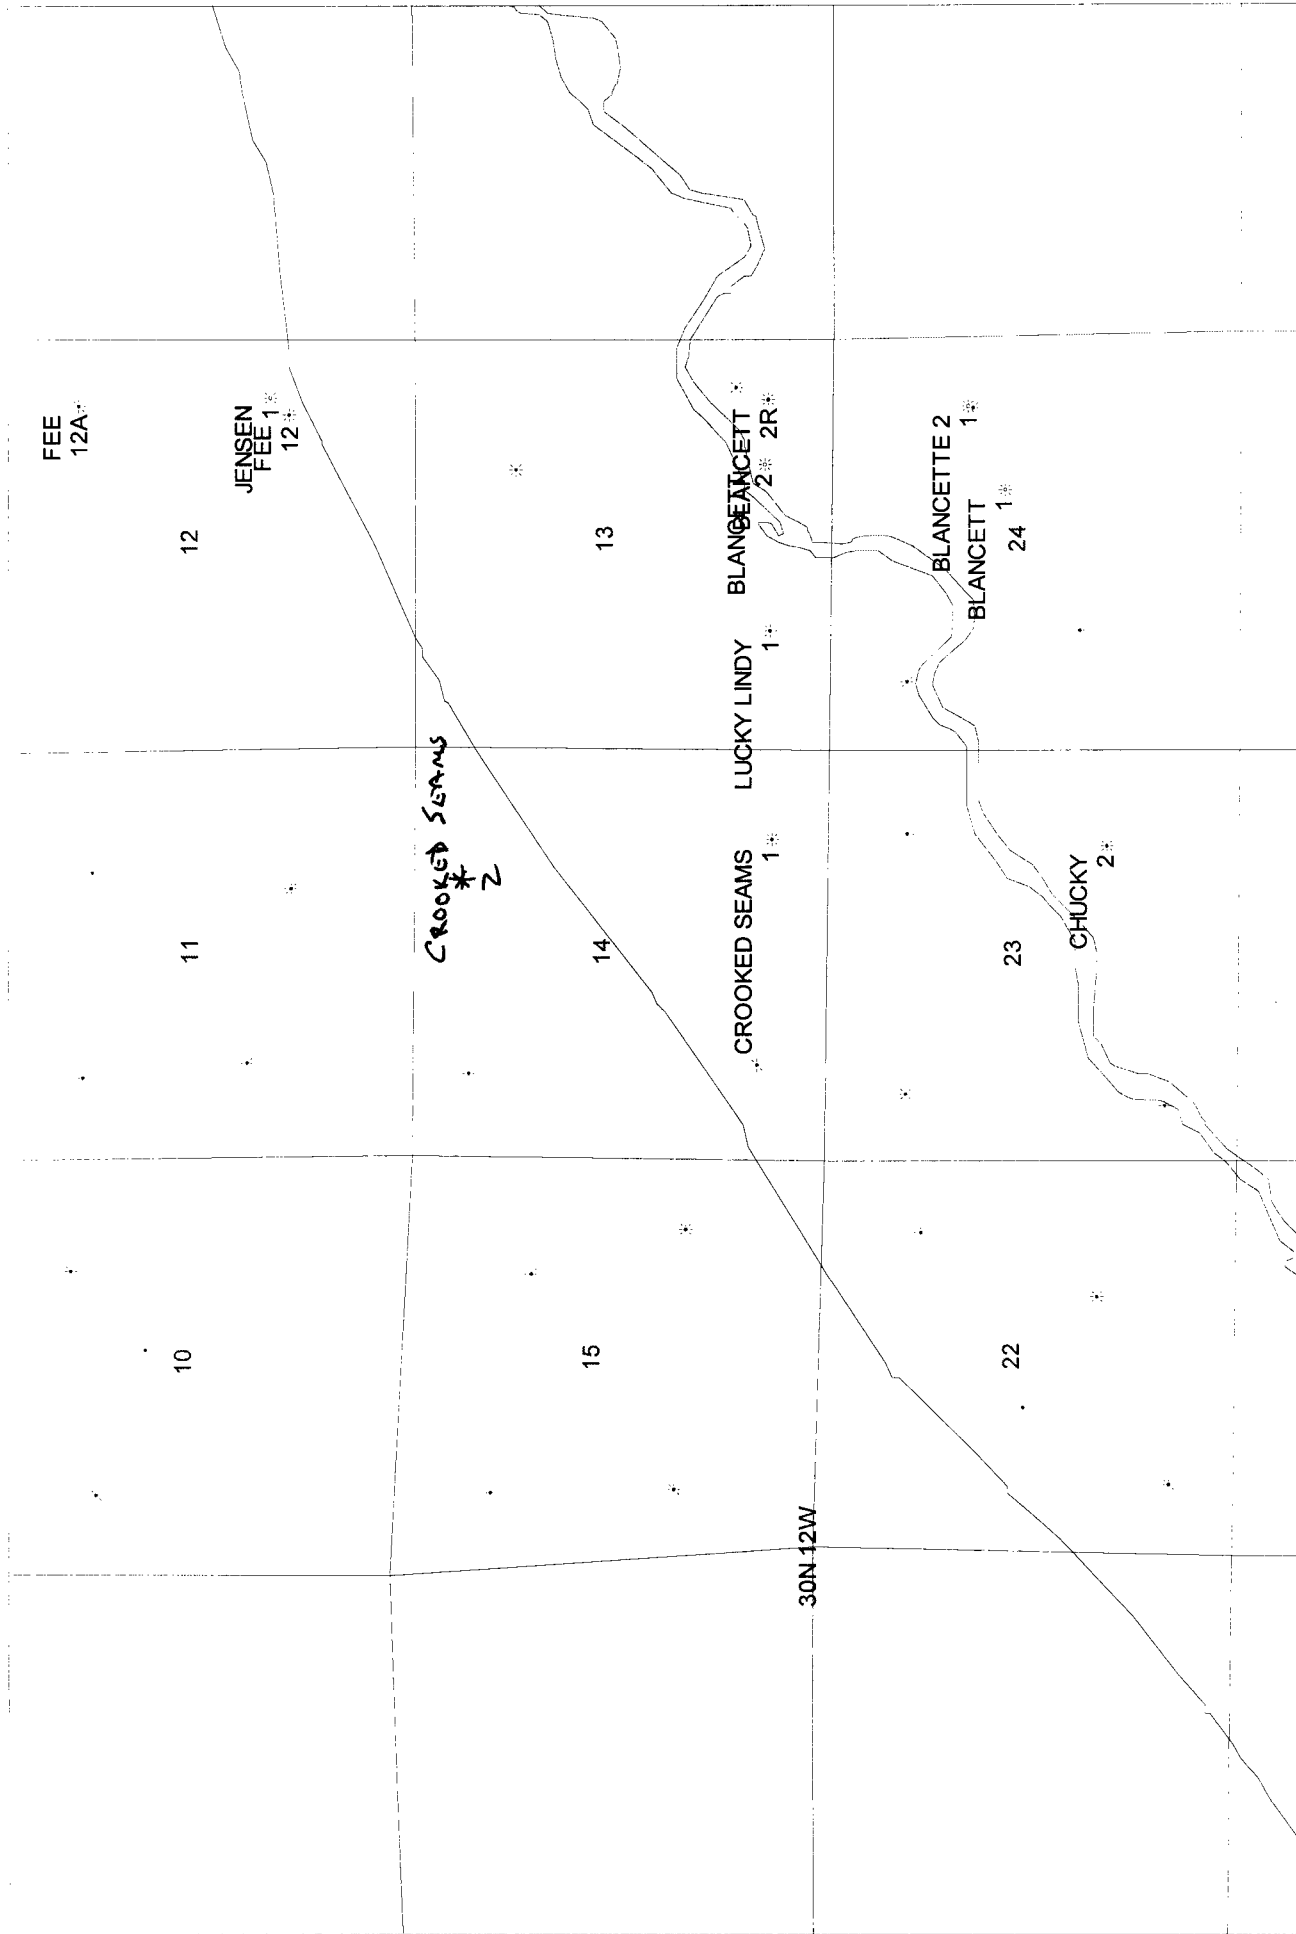 FEE
12A
JENSEN
FEE 1
12
12
11
10
CROOKED SEAMS
2
13
14
15
BLANCETT
BLANCETT
2R
2
LUCKY LINDY
1
CROOKED SEAMS
1
30N 12W
BLANCETTE 2
1
BLANCETT
1
24
23
22
CHUCKY
2